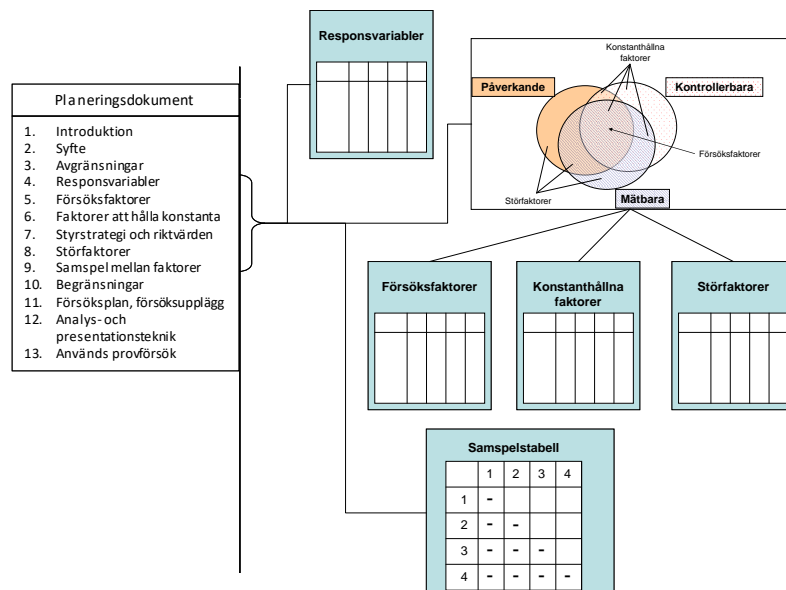 Planeringsdokument
1. Introduktion
2. Syfte
3. Avgränsningar
4. Responsvariabler
5. Försöksfaktorer
6. Faktorer att hålla konstanta
7. Styrstrategi och riktvärden
8. Störfaktorer
9. Samspel mellan faktorer
10. Begränsningar
11. Försöksplan, försöksupplägg
12. Analys- och
presentationsteknik
13. Används provförsök
Responsvariabler
Konstanthållna
faktorer
Påverkande
Kontrollerbara
Försöksfaktorer
Störfaktorer
Mätbara
Försöksfaktorer
Konstanthållna
faktorer
Störfaktorer
Samspelstabell
1 2 3 4
1 -
2 - -
3 - - -
4 - - - -